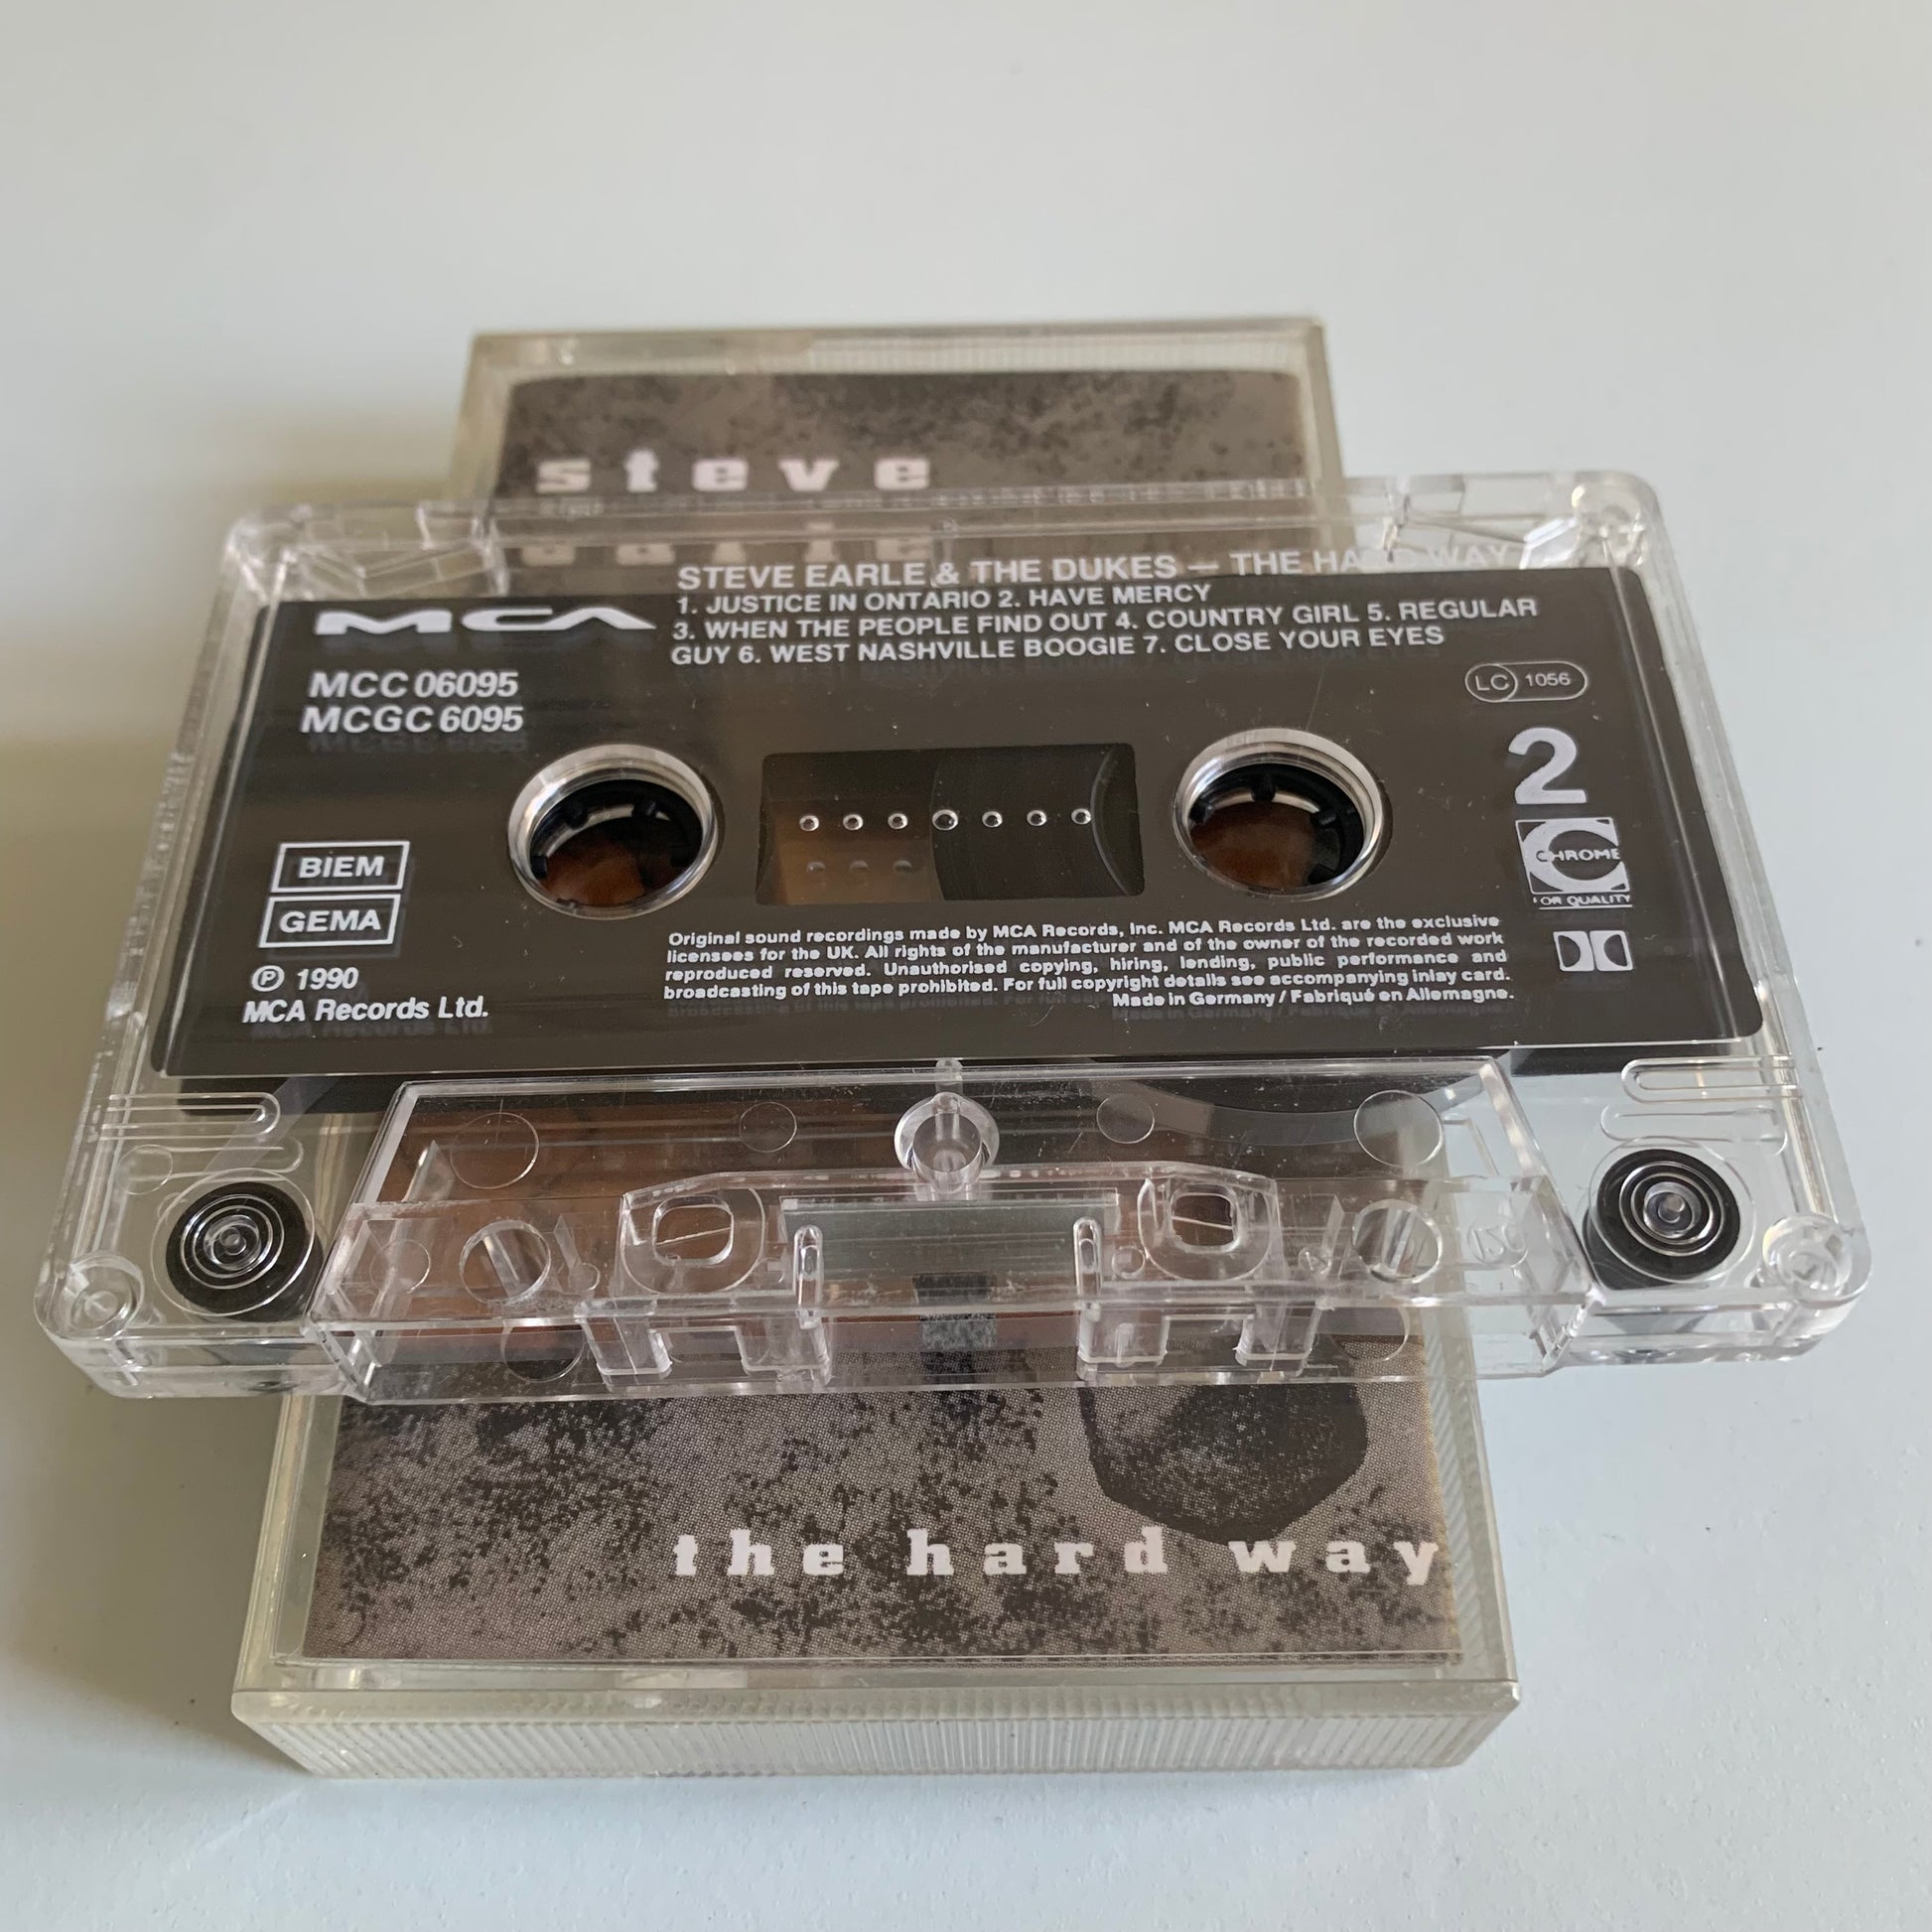 steve
earle
STEVE EARLE & THE DUKES — THE HARD WAY
MCA
1. JUSTICE IN ONTARIO 2. HAVE MERCY
3. WHEN THE PEOPLE FIND OUT 4. COUNTRY GIRL 5. REGULAR
GUY 6. WEST NASHVILLE BOOGIE 7. CLOSE YOUR EYES
MCC 06095
MCGC 6095
LC 1056
2
CHROME
FOR QUALITY
BIEM
GEMA
℗ 1990
MCA Records Ltd.
Original sound recordings made by MCA Records, Inc. MCA Records Ltd. are the exclusive
licensees for the UK. All rights of the manufacturer and of the owner of the recorded work
reproduced reserved. Unauthorised copying, hiring, lending, public performance and
broadcasting of this tape prohibited. For full copyright details see accompanying inlay card.
Made in Germany / Fabriqué en Allemagne.
the hard way